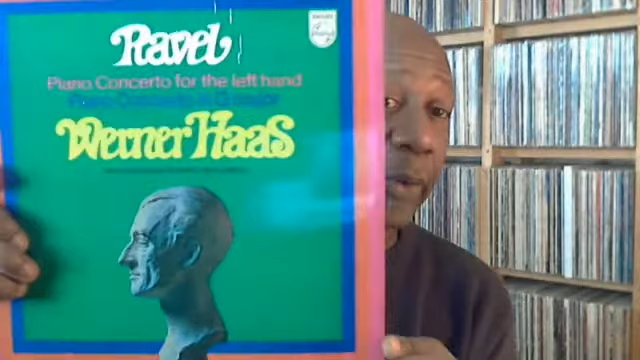 Ravel
Piano Concerto for the left hand
Piano Concerto in G major
Werner Haas